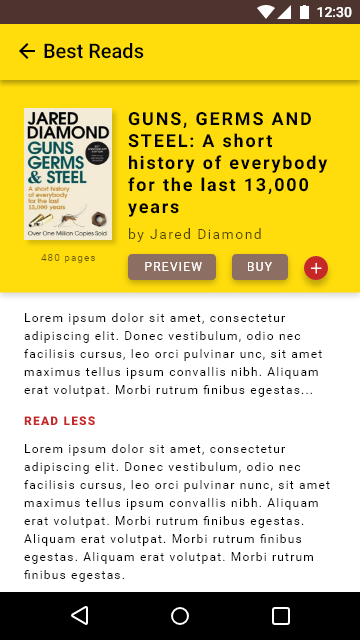 12:30
Best Reads
JARED
DIAMOND
GUNS
GERMS
& STEEL
A short history
of everybody
for the last
13,000 years
Over One Million Copies Sold
480 pages
GUNS, GERMS AND
STEEL: A short
history of everybody
for the last 13,000
years
by Jared Diamond
PREVIEW
BUY
Lorem ipsum dolor sit amet, consectetur
adipiscing elit. Donec vestibulum, odio nec
facilisis cursus, leo orci pulvinar unc, sit amet
maximus tellus cursus condimentum nibh. Aliquam
erat volutpat. Morbi rutrum finibus egestas...
READ LESS
Lorem ipsum dolor sit amet, consectetur
adipiscing elit. Donec vestibulum, odio nec
facilisis cursus, leo orci pulvinar nunc, sit amet
maximus tellus cursus condimentum nibh. Aliquam
erat volutpat. Morbi rutrum finibus egestas.
Aliquam erat volutpat. Morbi rutrum finibus
egestas. Aliquam erat volutpat. Morbi rutrum
finibus egestas.